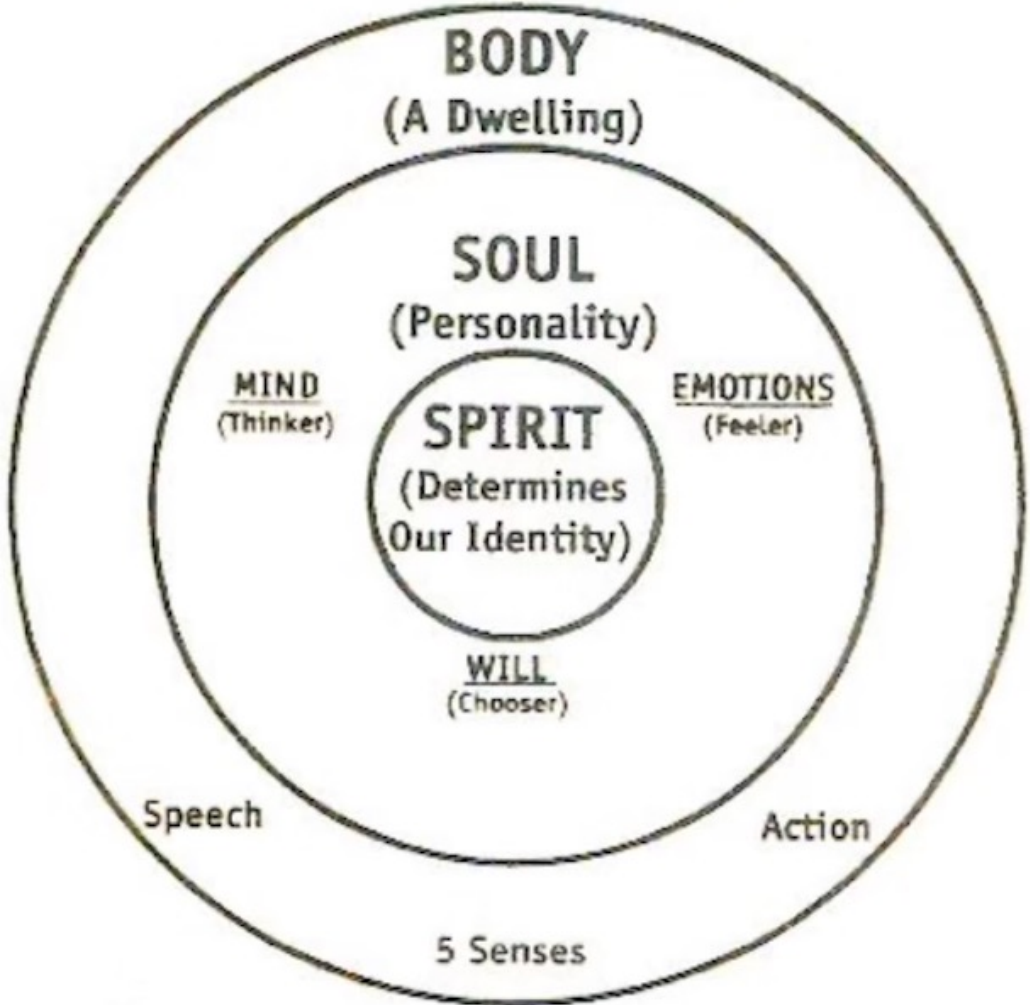 BODY
(A Dwelling)
SOUL
(Personality)
MIND
(Thinker)
EMOTIONS
(Feeler)
SPIRIT
(Determines
Our Identity)
WILL
(Chooser)
Speech
Action
5 Senses